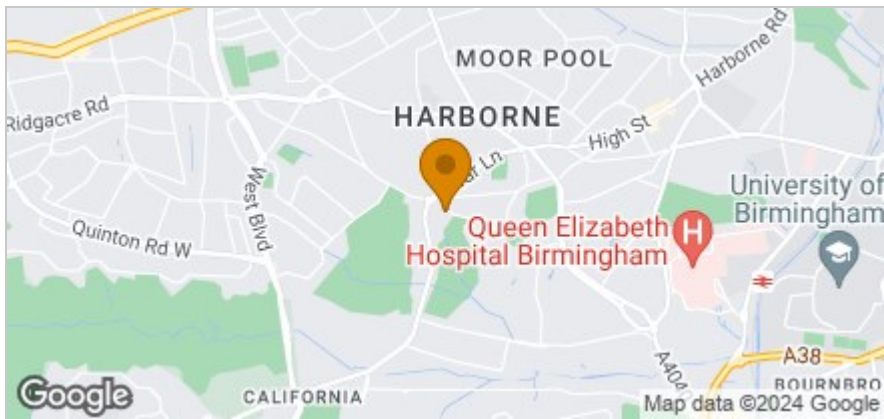 MOOR POOL
Harborne Rd
Ridgacre Rd
HARBORNE
High St
Ln
West Blvd
University of
Birmingham
Queen Elizabeth
Hospital Birmingham
H
Quinton Rd W
A38
A404
BOURNBRO
CALIFORNIA
Google
Map data ©2024 Google